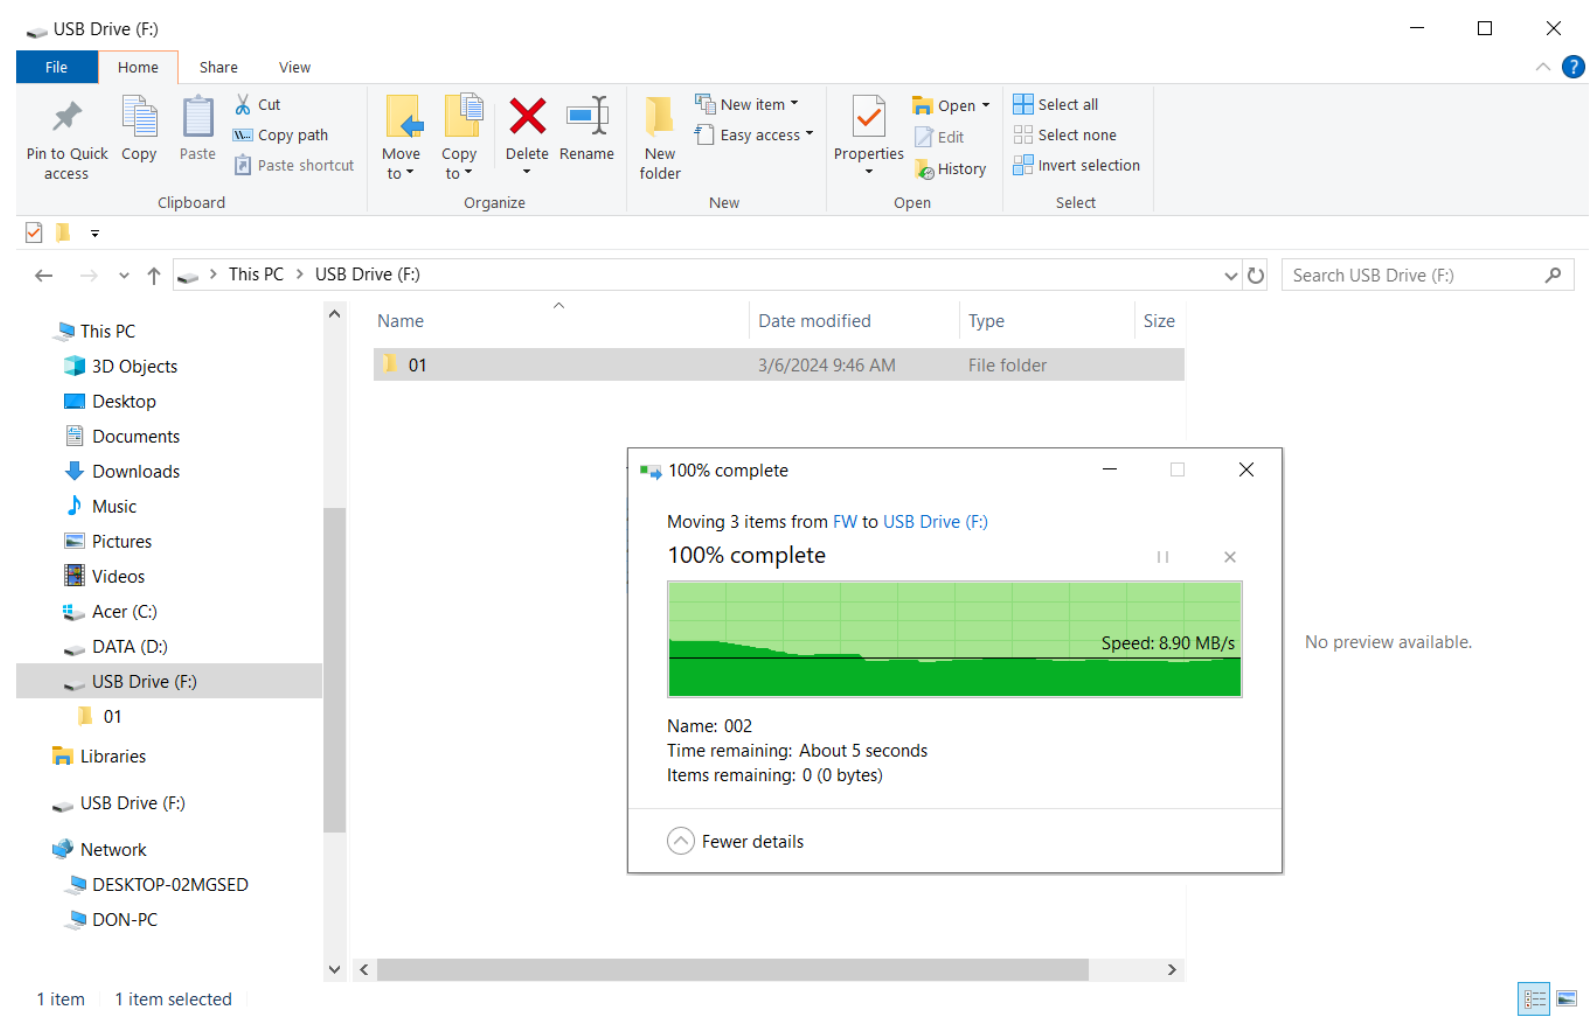 USB Drive (F:)
File Home Share View
?
Pin to Quick access
Copy
Paste
Cut
Copy path
Paste shortcut
Clipboard
Move to
Copy to
Delete
Rename
Organize
New folder
New item
Easy access
New
Properties
Open
Edit
History
Open
Select all
Select none
Invert selection
Select
This PC > USB Drive (F:)
Search USB Drive (F:)
This PC
3D Objects
Desktop
Documents
Downloads
Music
Pictures
Videos
Acer (C:)
DATA (D:)
USB Drive (F:)
01
Libraries
USB Drive (F:)
Network
DESKTOP-02MGSED
DON-PC
Name Date modified Type Size
01 3/6/2024 9:46 AM File folder
100% complete
Moving 3 items from FW to USB Drive (F:)
100% complete
Speed: 8.90 MB/s
Name: 002
Time remaining: About 5 seconds
Items remaining: 0 (0 bytes)
Fewer details
No preview available.
1 item 1 item selected